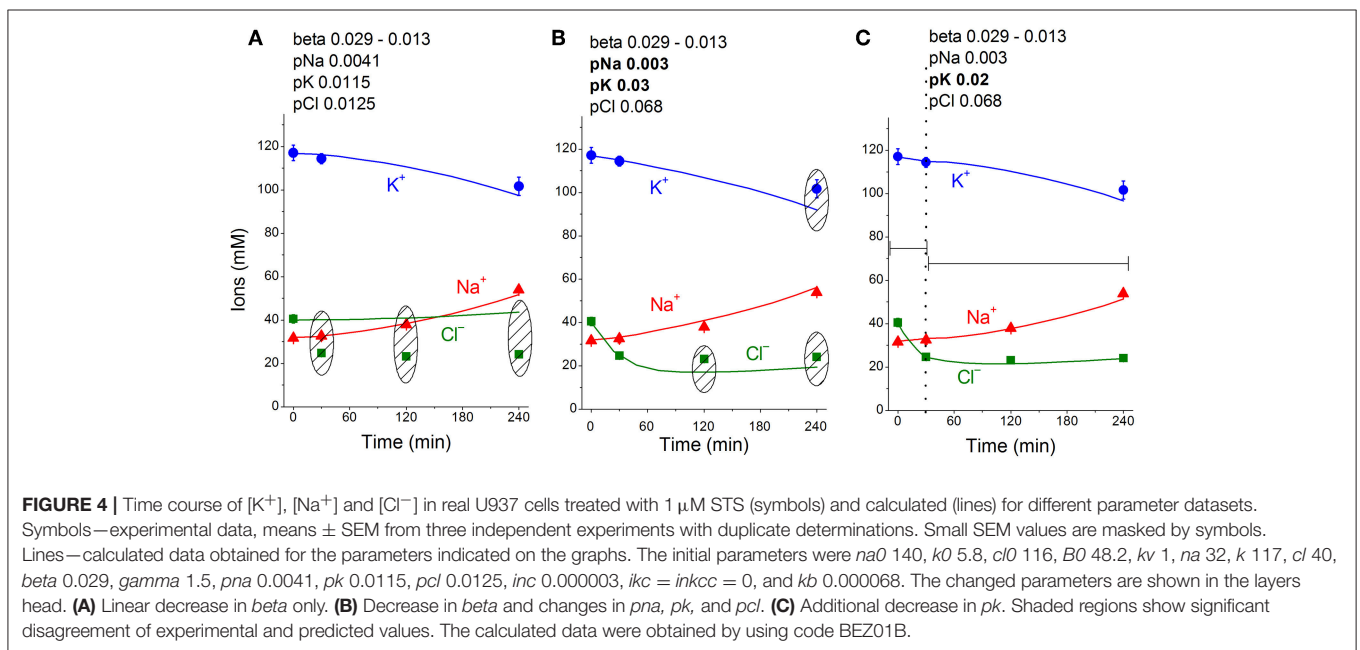 A
beta 0.029 - 0.013
pNa 0.0041
pK 0.0115
pCl 0.0125
B
beta 0.029 - 0.013
pNa 0.003
pK 0.03
pCl 0.068
C
beta 0.029 - 0.013
pNa 0.003
pK 0.02
pCl 0.068
Ions (mM)
120
100
80
60
40
20
0
K+
Na+
Cl−
0 60 120 180 240
Time (min)
120
100
80
60
40
20
0
K+
Na+
Cl−
0 60 120 180 240
Time (min)
120
100
80
60
40
20
0
K+
Na+
Cl−
0 60 120 180 240
Time (min)
FIGURE 4 | Time course of [K+], [Na+] and [Cl−] in real U937 cells treated with 1 μM STS (symbols) and calculated (lines) for different parameter datasets.
Symbols—experimental data, means ± SEM from three independent experiments with duplicate determinations. Small SEM values are masked by symbols.
Lines—calculated data obtained for the parameters indicated on the graphs. The initial parameters were na0 140, k0 5.8, cl0 116, B0 48.2, kv 1, na 32, k 117, cl 40,
beta 0.029, gamma 1.5, pna 0.0041, pk 0.0115, pcl 0.0125, inc 0.000003, ikc = inkcc = 0, and kb 0.000068. The changed parameters are shown in the layers
head. (A) Linear decrease in beta only. (B) Decrease in beta and changes in pna, pk, and pcl. (C) Additional decrease in pk. Shaded regions show significant
disagreement of experimental and predicted values. The calculated data were obtained by using code BEZ01B.